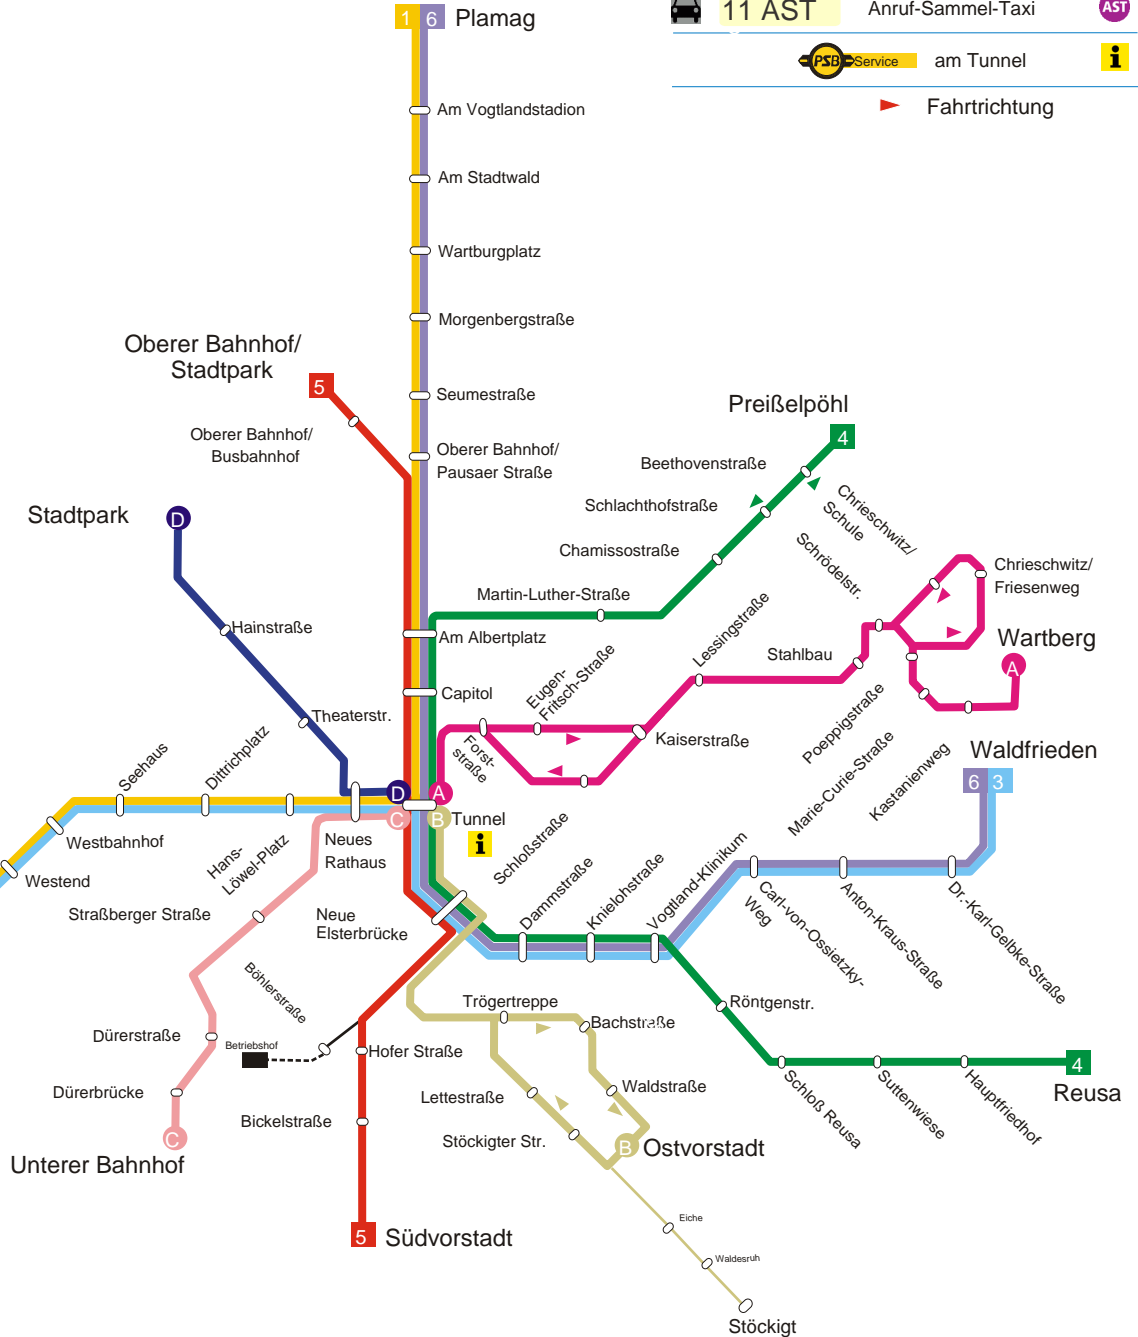 1 6 Plamag
11 AST Anruf-Sammel-Taxi AST
PSB Service am Tunnel i
Fahrtrichtung
Am Vogtlandstadion
Am Stadtwald
Wartburgplatz
Morgenbergstraße
Oberer Bahnhof/
Stadtpark
5
Seumestraße
Oberer Bahnhof/
Busbahnhof
Oberer Bahnhof/
Pausaer Straße
Preißelpöhl
4
Beethovenstraße
Schlachthofstraße
Chamissostraße
Martin-Luther-Straße
Stadtpark D
Hainstraße
Theaterstr.
Am Albertplatz
Capitol
Chrieschwitz/
Schule
Schrödelstr.
Chrieschwitz/
Friesenweg
Wartberg
A
Lessingstraße
Stahlbau
Eugen-
Fritsch-Straße
Forst-
straße
Kaiserstraße
Poeppigstraße
Marie-Curie-Straße
Kastanienweg
Waldfrieden
6 3
Seehaus
Dittrichplatz
Westbahnhof
Westend
Hans-
Löwel-Platz
Neues
Rathaus
D A
C B Tunnel
i
Schloßstraße
Dammstraße
Knielohstraße
Vogtland-Klinikum
Carl-von-Ossietzky-
Weg
Anton-Kraus-Straße
Dr.-Karl-Gelbke-Straße
Straßberger Straße
Neue
Elsterbrücke
Böhlerstraße
Betriebshof
Dürerstraße
Dürerbrücke
C
Unterer Bahnhof
Hofer Straße
Bickelstraße
5 Südvorstadt
Trögertreppe
Bachstraße
Waldstraße
Lettestraße
Stöckigter Str.
B Ostvorstadt
Röntgenstr.
Schloß Reusa
Suttenwiese
Hauptfriedhof
4
Reusa
Eiche
Waldesruh
Stöckigt